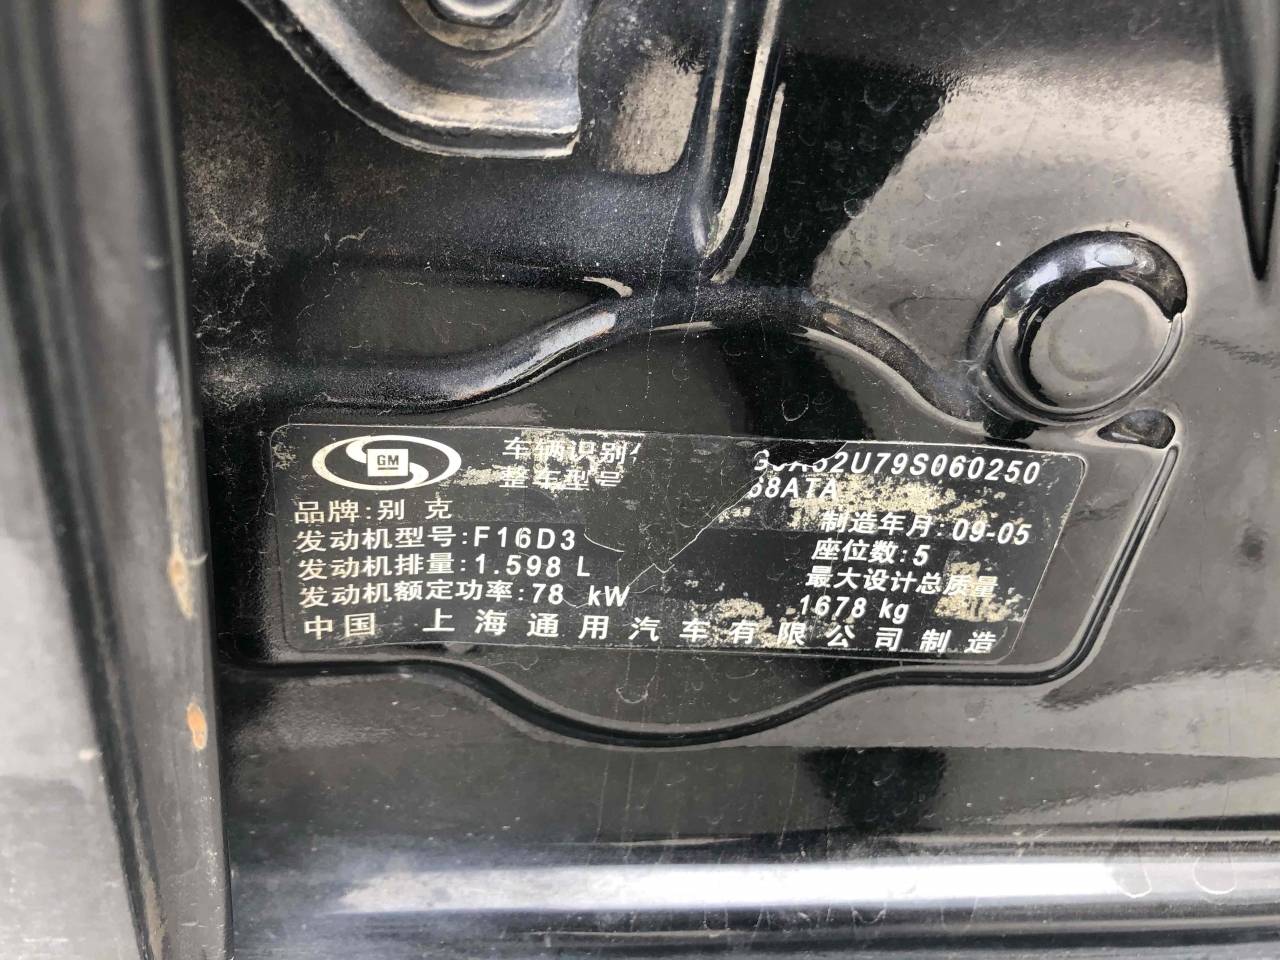 GM
车辆识别
52U79S060250
整车型号
68ATA
品牌:别克
制造年月:09-05
发动机型号:F16D3
座位数:5
发动机排量:1.598 L
最大设计总质量
发动机额定功率:78 kW
1678 kg
中国 上海通用汽车有限公司制造